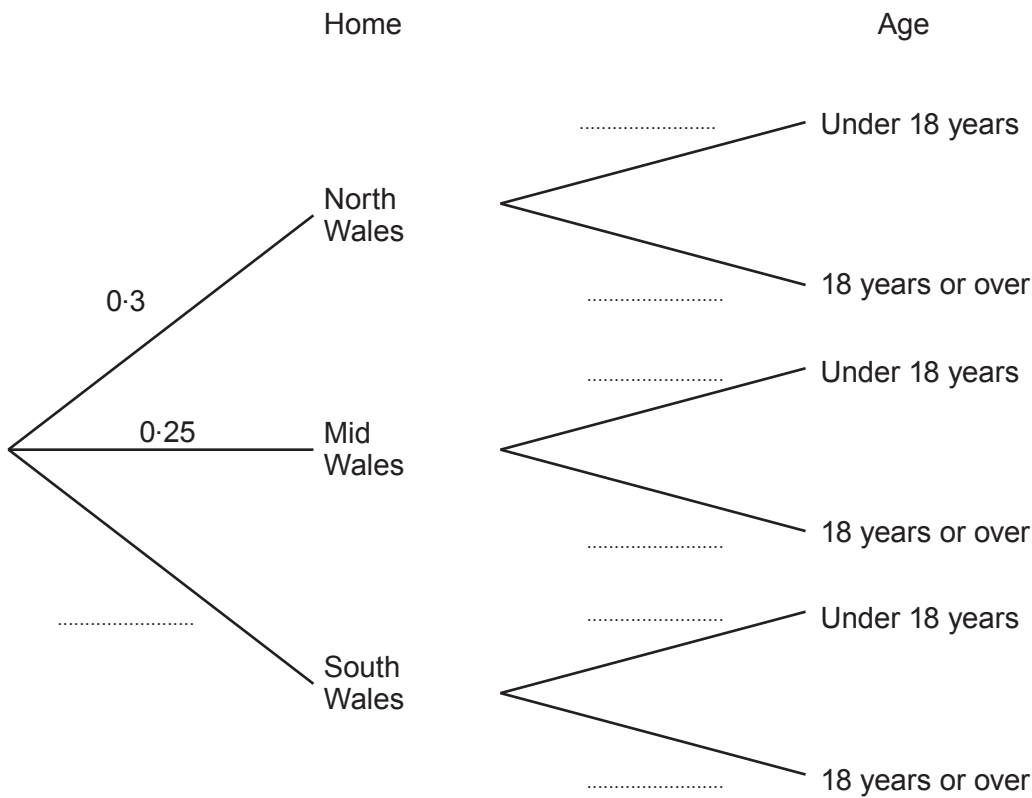 Home
Age
........................
Under 18 years
North
Wales
18 years or over
0·3
........................
........................
Under 18 years
0·25
Mid
Wales
18 years or over
........................
........................
Under 18 years
........................
South
Wales
18 years or over
........................